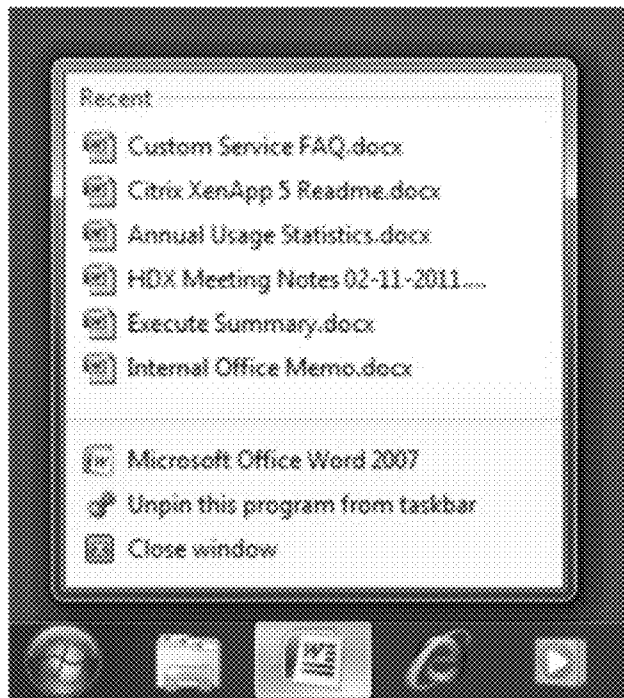 Recent
Custom Service FAQ.docx
Citrix XenApp 5 Readme.docx
Annual Usage Statistics.docx
HDX Meeting Notes 02-11-2011....
Execute Summary.docx
Internal Office Memo.docx
Microsoft Office Word 2007
Unpin this program from taskbar
Close window